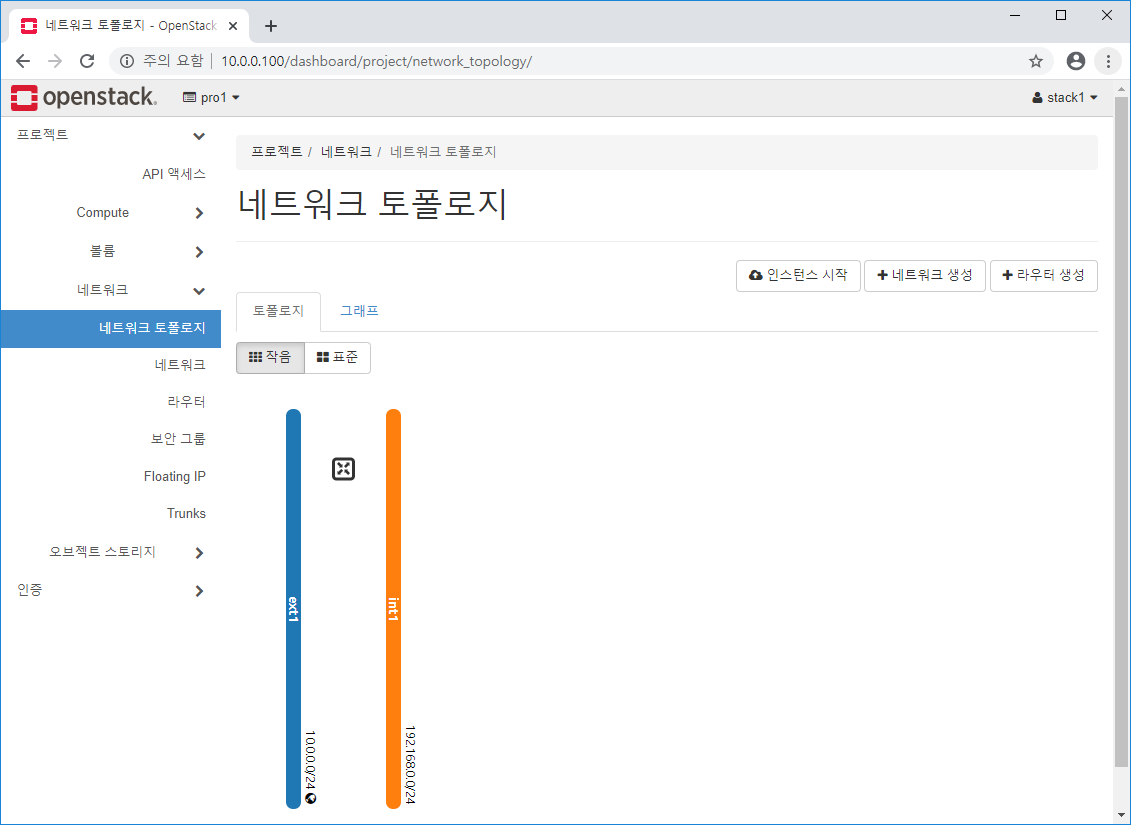 네트워크 토폴로지 - OpenStack
주의 요함 10.0.0.100/dashboard/project/network_topology/
openstack. pro1 stack1
프로젝트
API 액세스
Compute
볼륨
네트워크
네트워크 토폴로지
네트워크
라우터
보안 그룹
Floating IP
Trunks
오브젝트 스토리지
인증
프로젝트 / 네트워크 / 네트워크 토폴로지
네트워크 토폴로지
인스턴스 시작 네트워크 생성 라우터 생성
토폴로지 그래프
작음 표준
ext1
10.0.0.0/24
int1
192.168.0.0/24